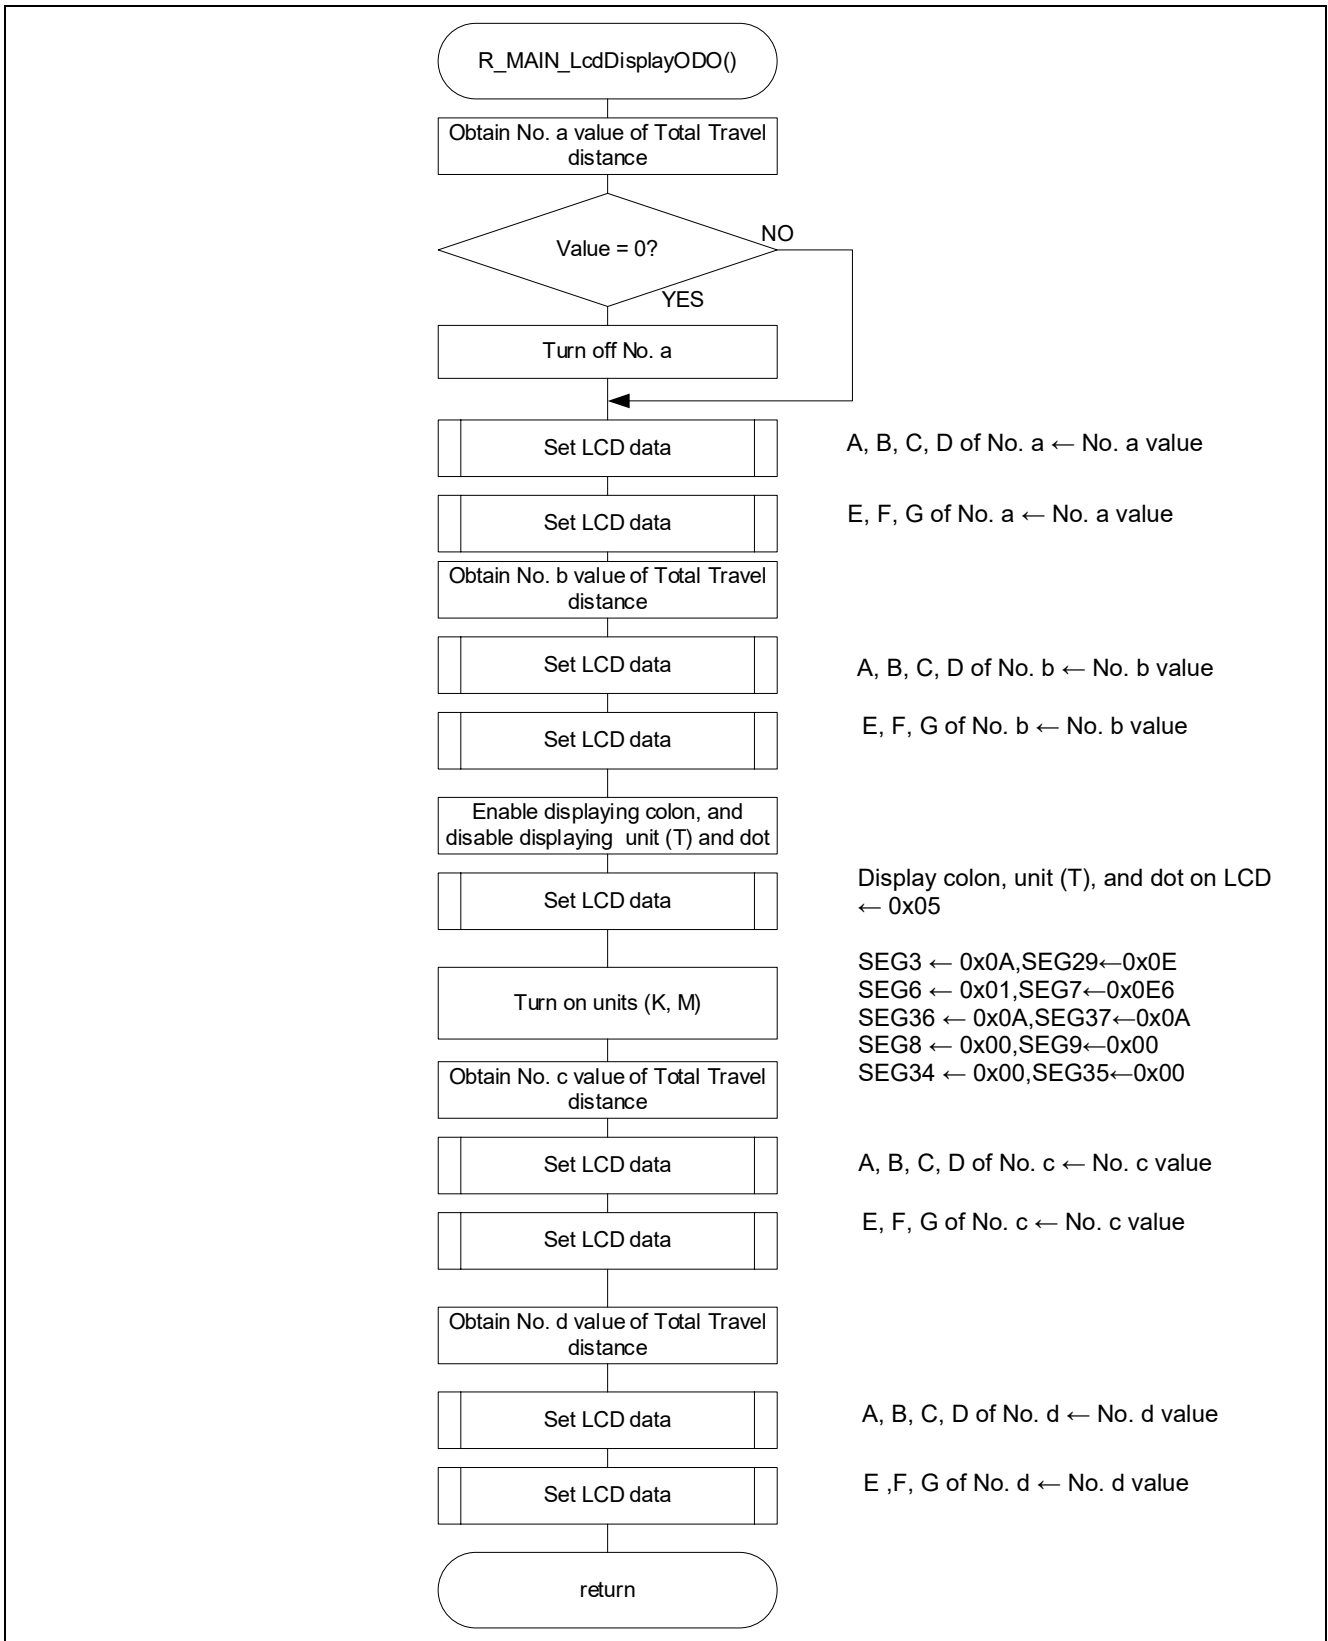 R_MAIN_LcdDisplayODO()
Obtain No. a value of Total Travel
distance
Value = 0?
NO
YES
Turn off No. a
Set LCD data
A, B, C, D of No. a ← No. a value
Set LCD data
E, F, G of No. a ← No. a value
Obtain No. b value of Total Travel
distance
Set LCD data
A, B, C, D of No. b ← No. b value
Set LCD data
E, F, G of No. b ← No. b value
Enable displaying colon, and
disable displaying unit (T) and dot
Set LCD data
Display colon, unit (T), and dot on LCD
← 0x05
Turn on units (K, M)
SEG3 ← 0x0A,SEG29←0x0E
SEG6 ← 0x01,SEG7←0x0E6
SEG36 ← 0x0A,SEG37←0x0A
SEG8 ← 0x00,SEG9←0x00
SEG34 ← 0x00,SEG35←0x00
Obtain No. c value of Total Travel
distance
Set LCD data
A, B, C, D of No. c ← No. c value
Set LCD data
E, F, G of No. c ← No. c value
Obtain No. d value of Total Travel
distance
Set LCD data
A, B, C, D of No. d ← No. d value
Set LCD data
E ,F, G of No. d ← No. d value
return